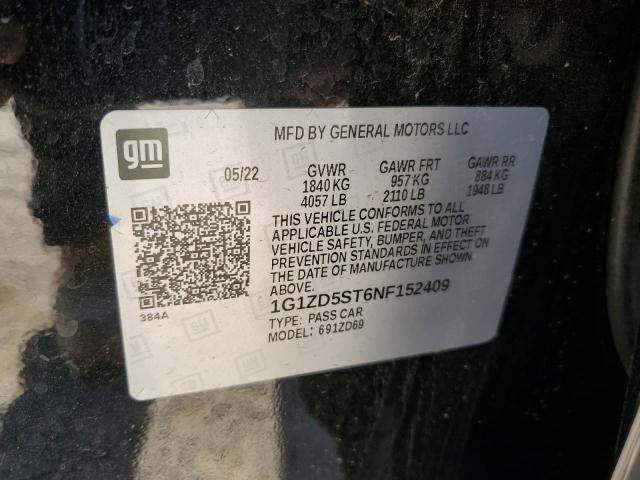 gm
MFD BY GENERAL MOTORS LLC
05/22 GVWR GAWR FRT GAWR RR
1840 KG 957 KG 884 KG
4057 LB 2110 LB 1948 LB
THIS VEHICLE CONFORMS TO ALL
APPLICABLE U.S. FEDERAL MOTOR
VEHICLE SAFETY, BUMPER, AND THEFT
PREVENTION STANDARDS IN EFFECT ON
THE DATE OF MANUFACTURE SHOWN
ABOVE.
384A
1G1ZD5ST6NF152409
TYPE: PASS CAR
MODEL: 691ZD69